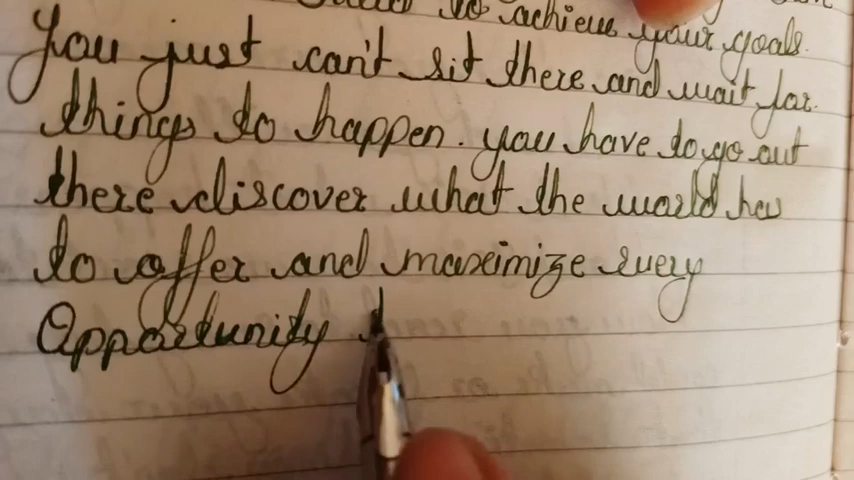 to achieve your goals.
You just can't sit there and wait for
things to happen. you have to go out
there discover what the world has
to offer and maximize every
Opportunity